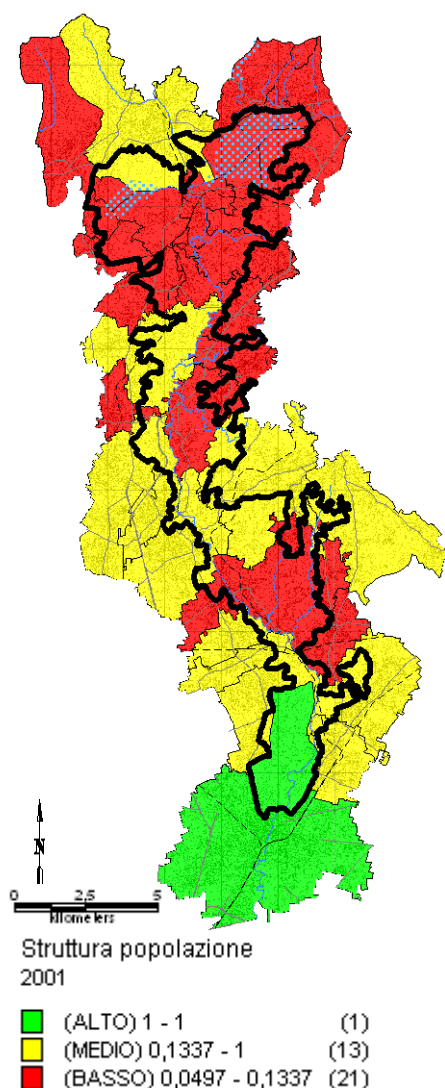 N
0 2,5 5
kilometers
Struttura popolazione
2001
(ALTO) 1 - 1 (1)
(MEDIO) 0,1337 - 1 (13)
(BASSO) 0,0497 - 0,1337 (21)